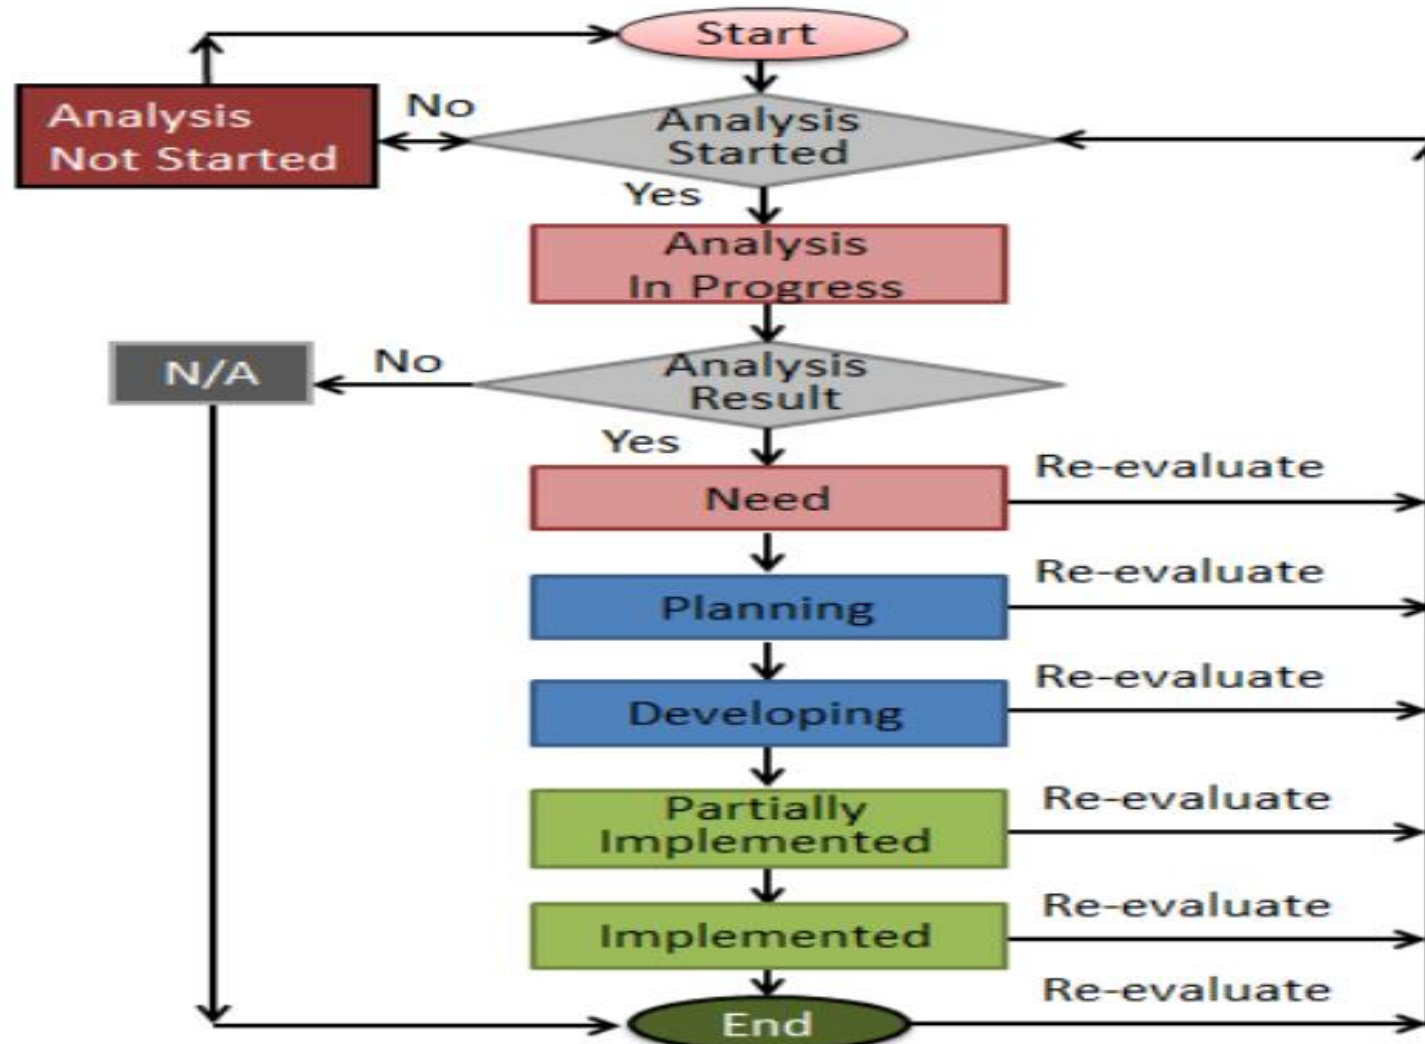 Start
Analysis
Not Started
No
Analysis
Started
Yes
Analysis
In Progress
N/A
No
Analysis
Result
Yes
Need
Re-evaluate
Planning
Re-evaluate
Developing
Re-evaluate
Partially
Implemented
Re-evaluate
Implemented
Re-evaluate
End
Re-evaluate